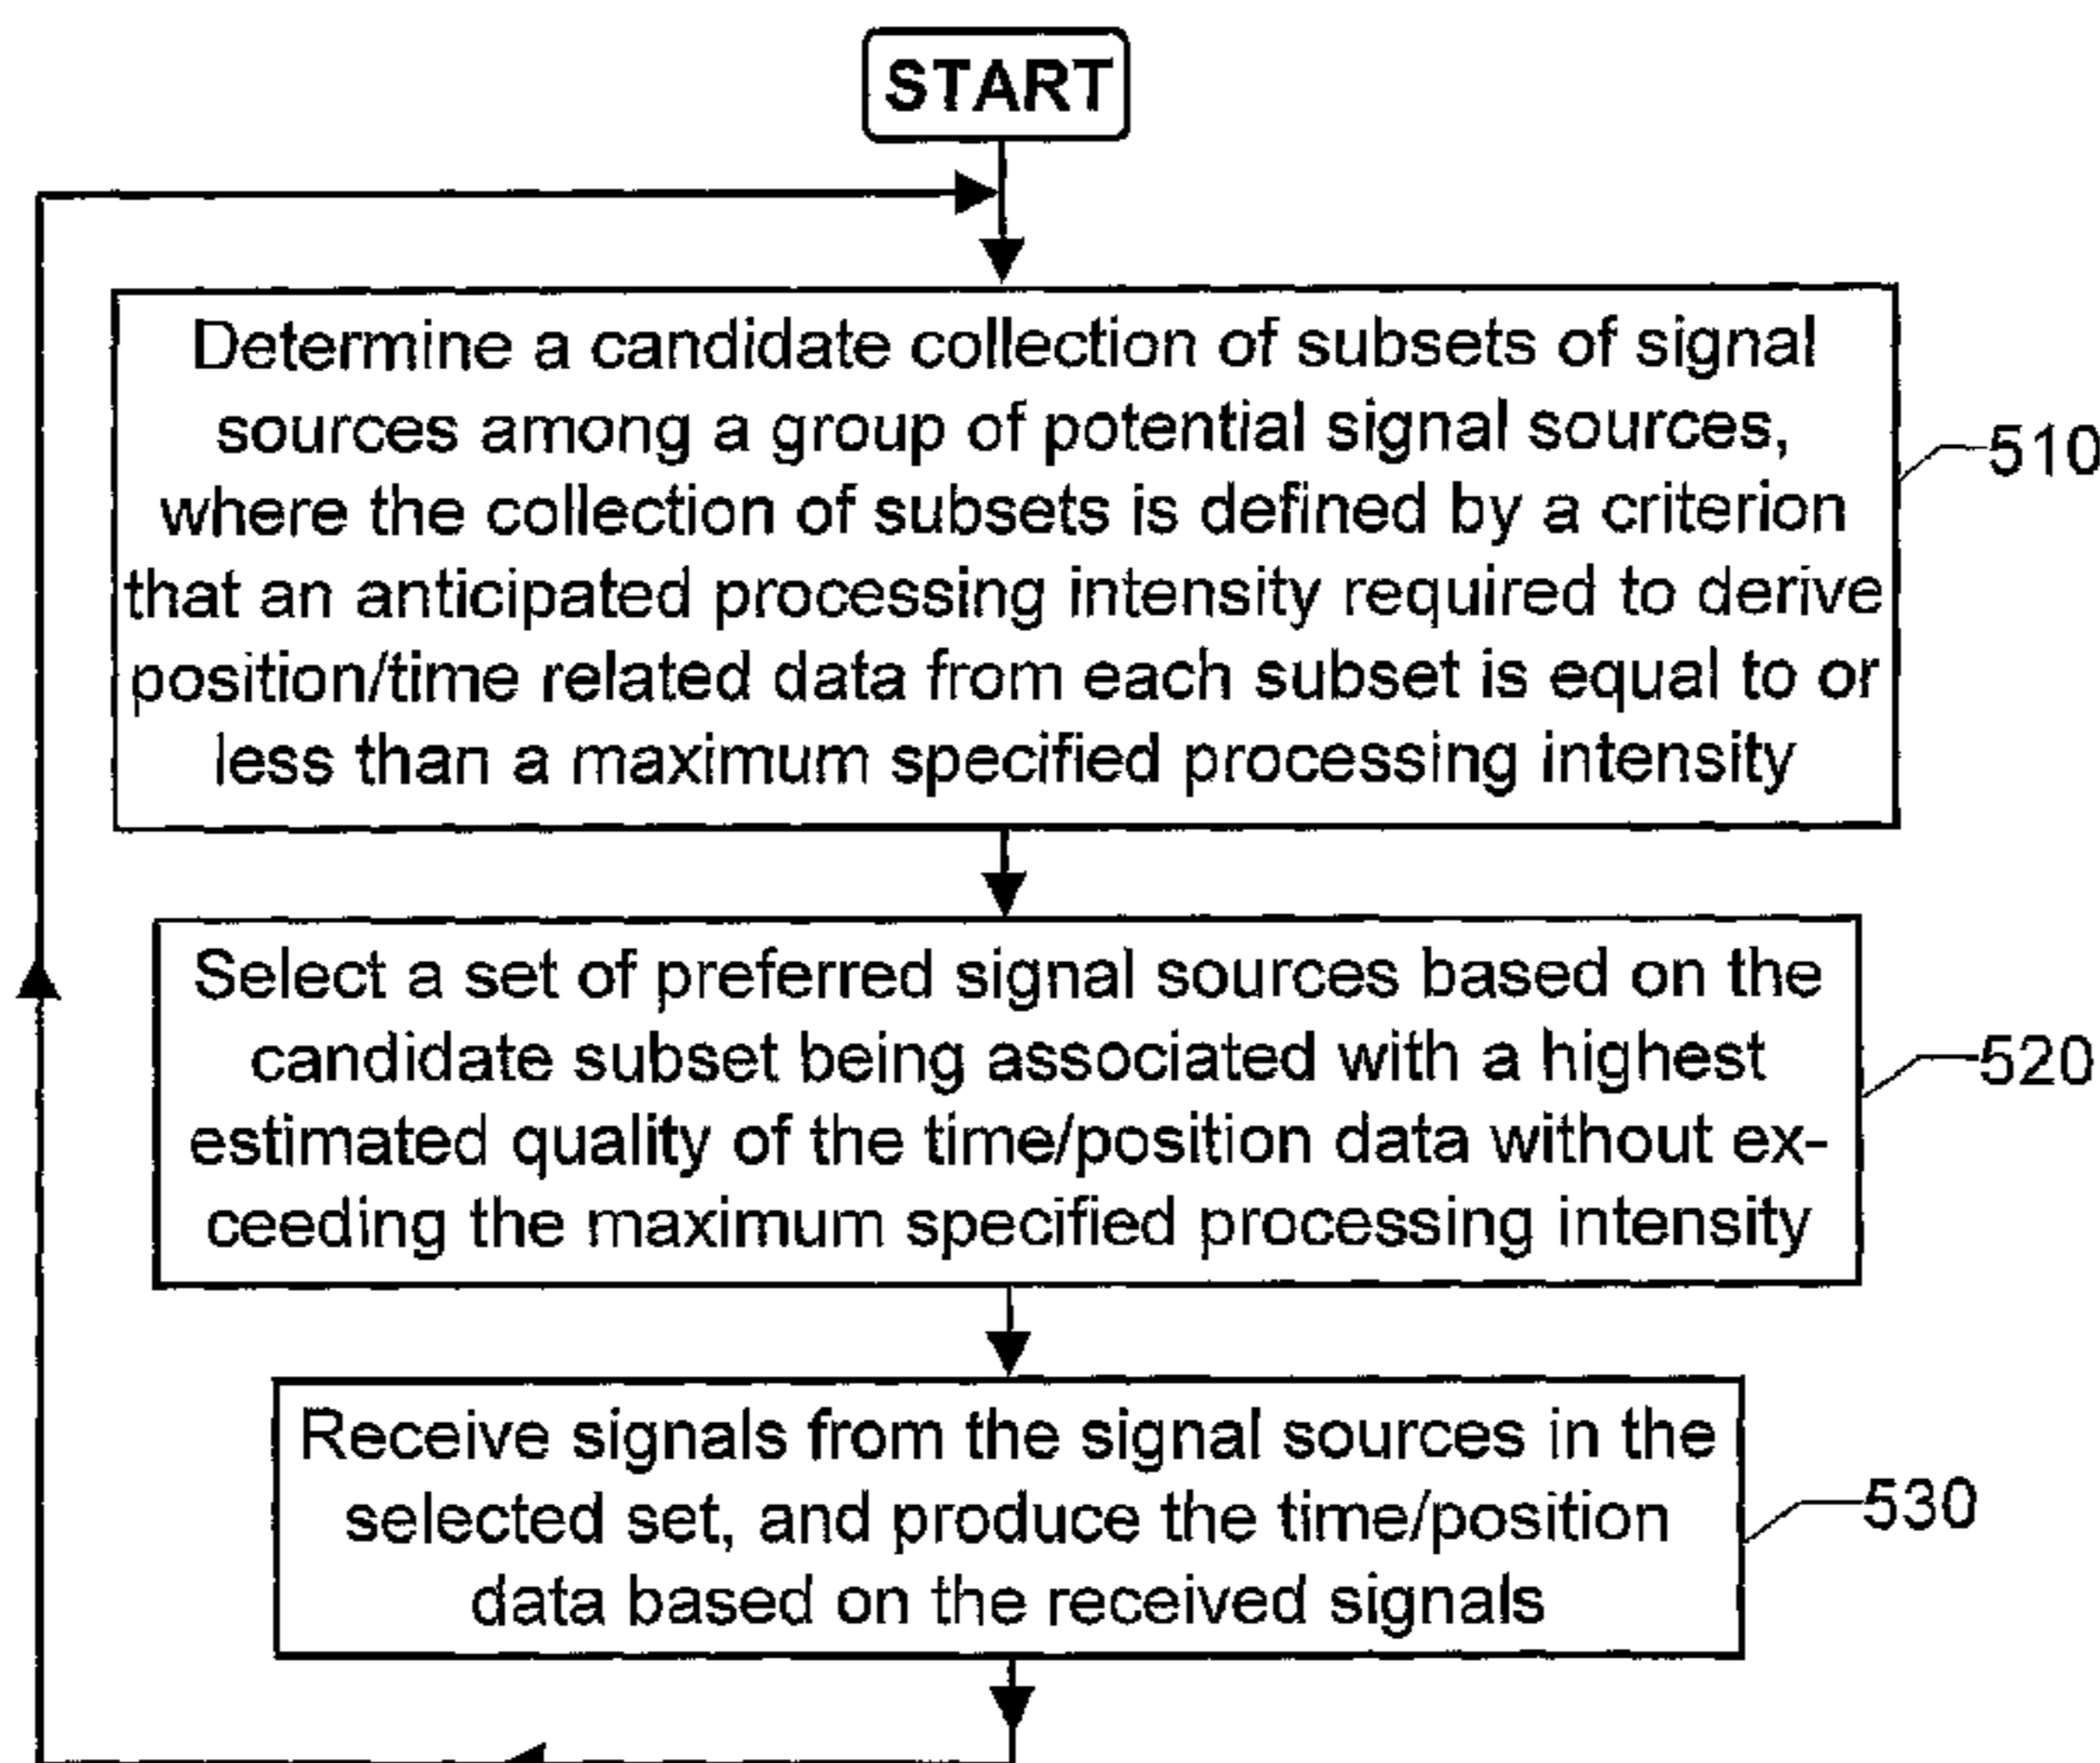 START
Determine a candidate collection of subsets of signal
sources among a group of potential signal sources,
where the collection of subsets is defined by a criterion
that an anticipated processing intensity required to derive
position/time related data from each subset is equal to or
less than a maximum specified processing intensity
510
Select a set of preferred signal sources based on the
candidate subset being associated with a highest
estimated quality of the time/position data without ex-
ceeding the maximum specified processing intensity
520
Receive signals from the signal sources in the
selected set, and produce the time/position
data based on the received signals
530